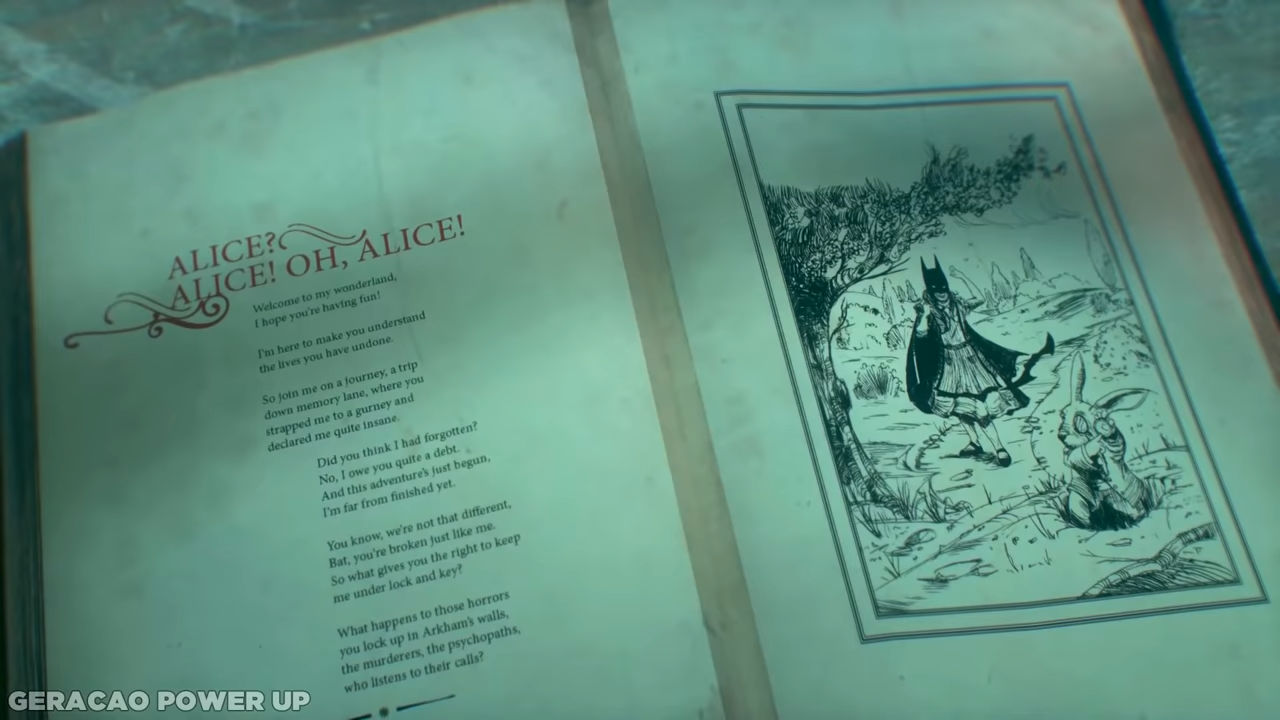 ALICE?
ALICE! OH, ALICE!
Welcome to my wonderland,
I hope you're having fun!
I'm here to make you understand
the lives you have undone.
So join me on a journey, a trip
down memory lane, where you
strapped me to a gurney and
declared me quite insane.
Did you think I had forgotten?
No, I owe you quite a debt.
And this adventure's just begun,
I'm far from finished yet.
You know, we're not that different,
Bat, you're broken just like me.
So what gives you the right to keep
me under lock and key?
What happens to those horrors
you lock up in Arkham's walls,
the murderers, the psychopaths,
who listens to their calls?
GERACAO POWER UP